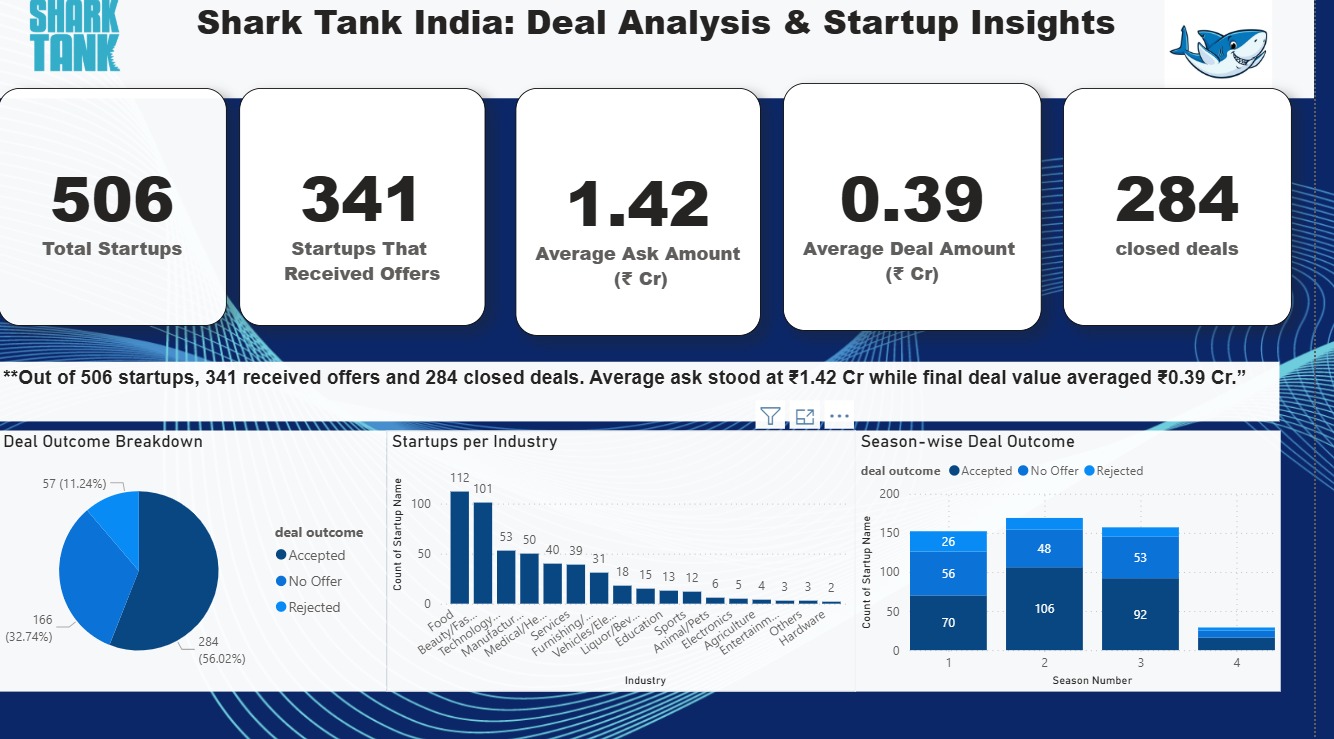 SHARK
TANK
Shark Tank India: Deal Analysis & Startup Insights
506
Total Startups
341
Startups That
Received Offers
1.42
Average Ask Amount
(₹ Cr)
0.39
Average Deal Amount
(₹ Cr)
284
closed deals
**Out of 506 startups, 341 received offers and 284 closed deals. Average ask stood at ₹1.42 Cr while final deal value averaged ₹0.39 Cr.”
Deal Outcome Breakdown
57 (11.24%)
166
(32.74%)
284
(56.02%)
deal outcome
Accepted
No Offer
Rejected
Startups per Industry
Count of Startup Name
100
50
0
112
101
53
50
40
39
31
18
15
13
12
6
5
4
3
3
2
Food
Beauty/Fas...
Technology...
Manufactur...
Medical/He...
Services
Furnishing/...
Vehicles/Ele...
Liquor/Bev...
Education
Sports
Animal/Pets
Electronics
Agriculture
Entertainm...
Others
Hardware
Industry
Season-wise Deal Outcome
deal outcome Accepted No Offer Rejected
Count of Startup Name
200
150
100
50
0
26
56
70
48
106
53
92
1 2 3 4
Season Number